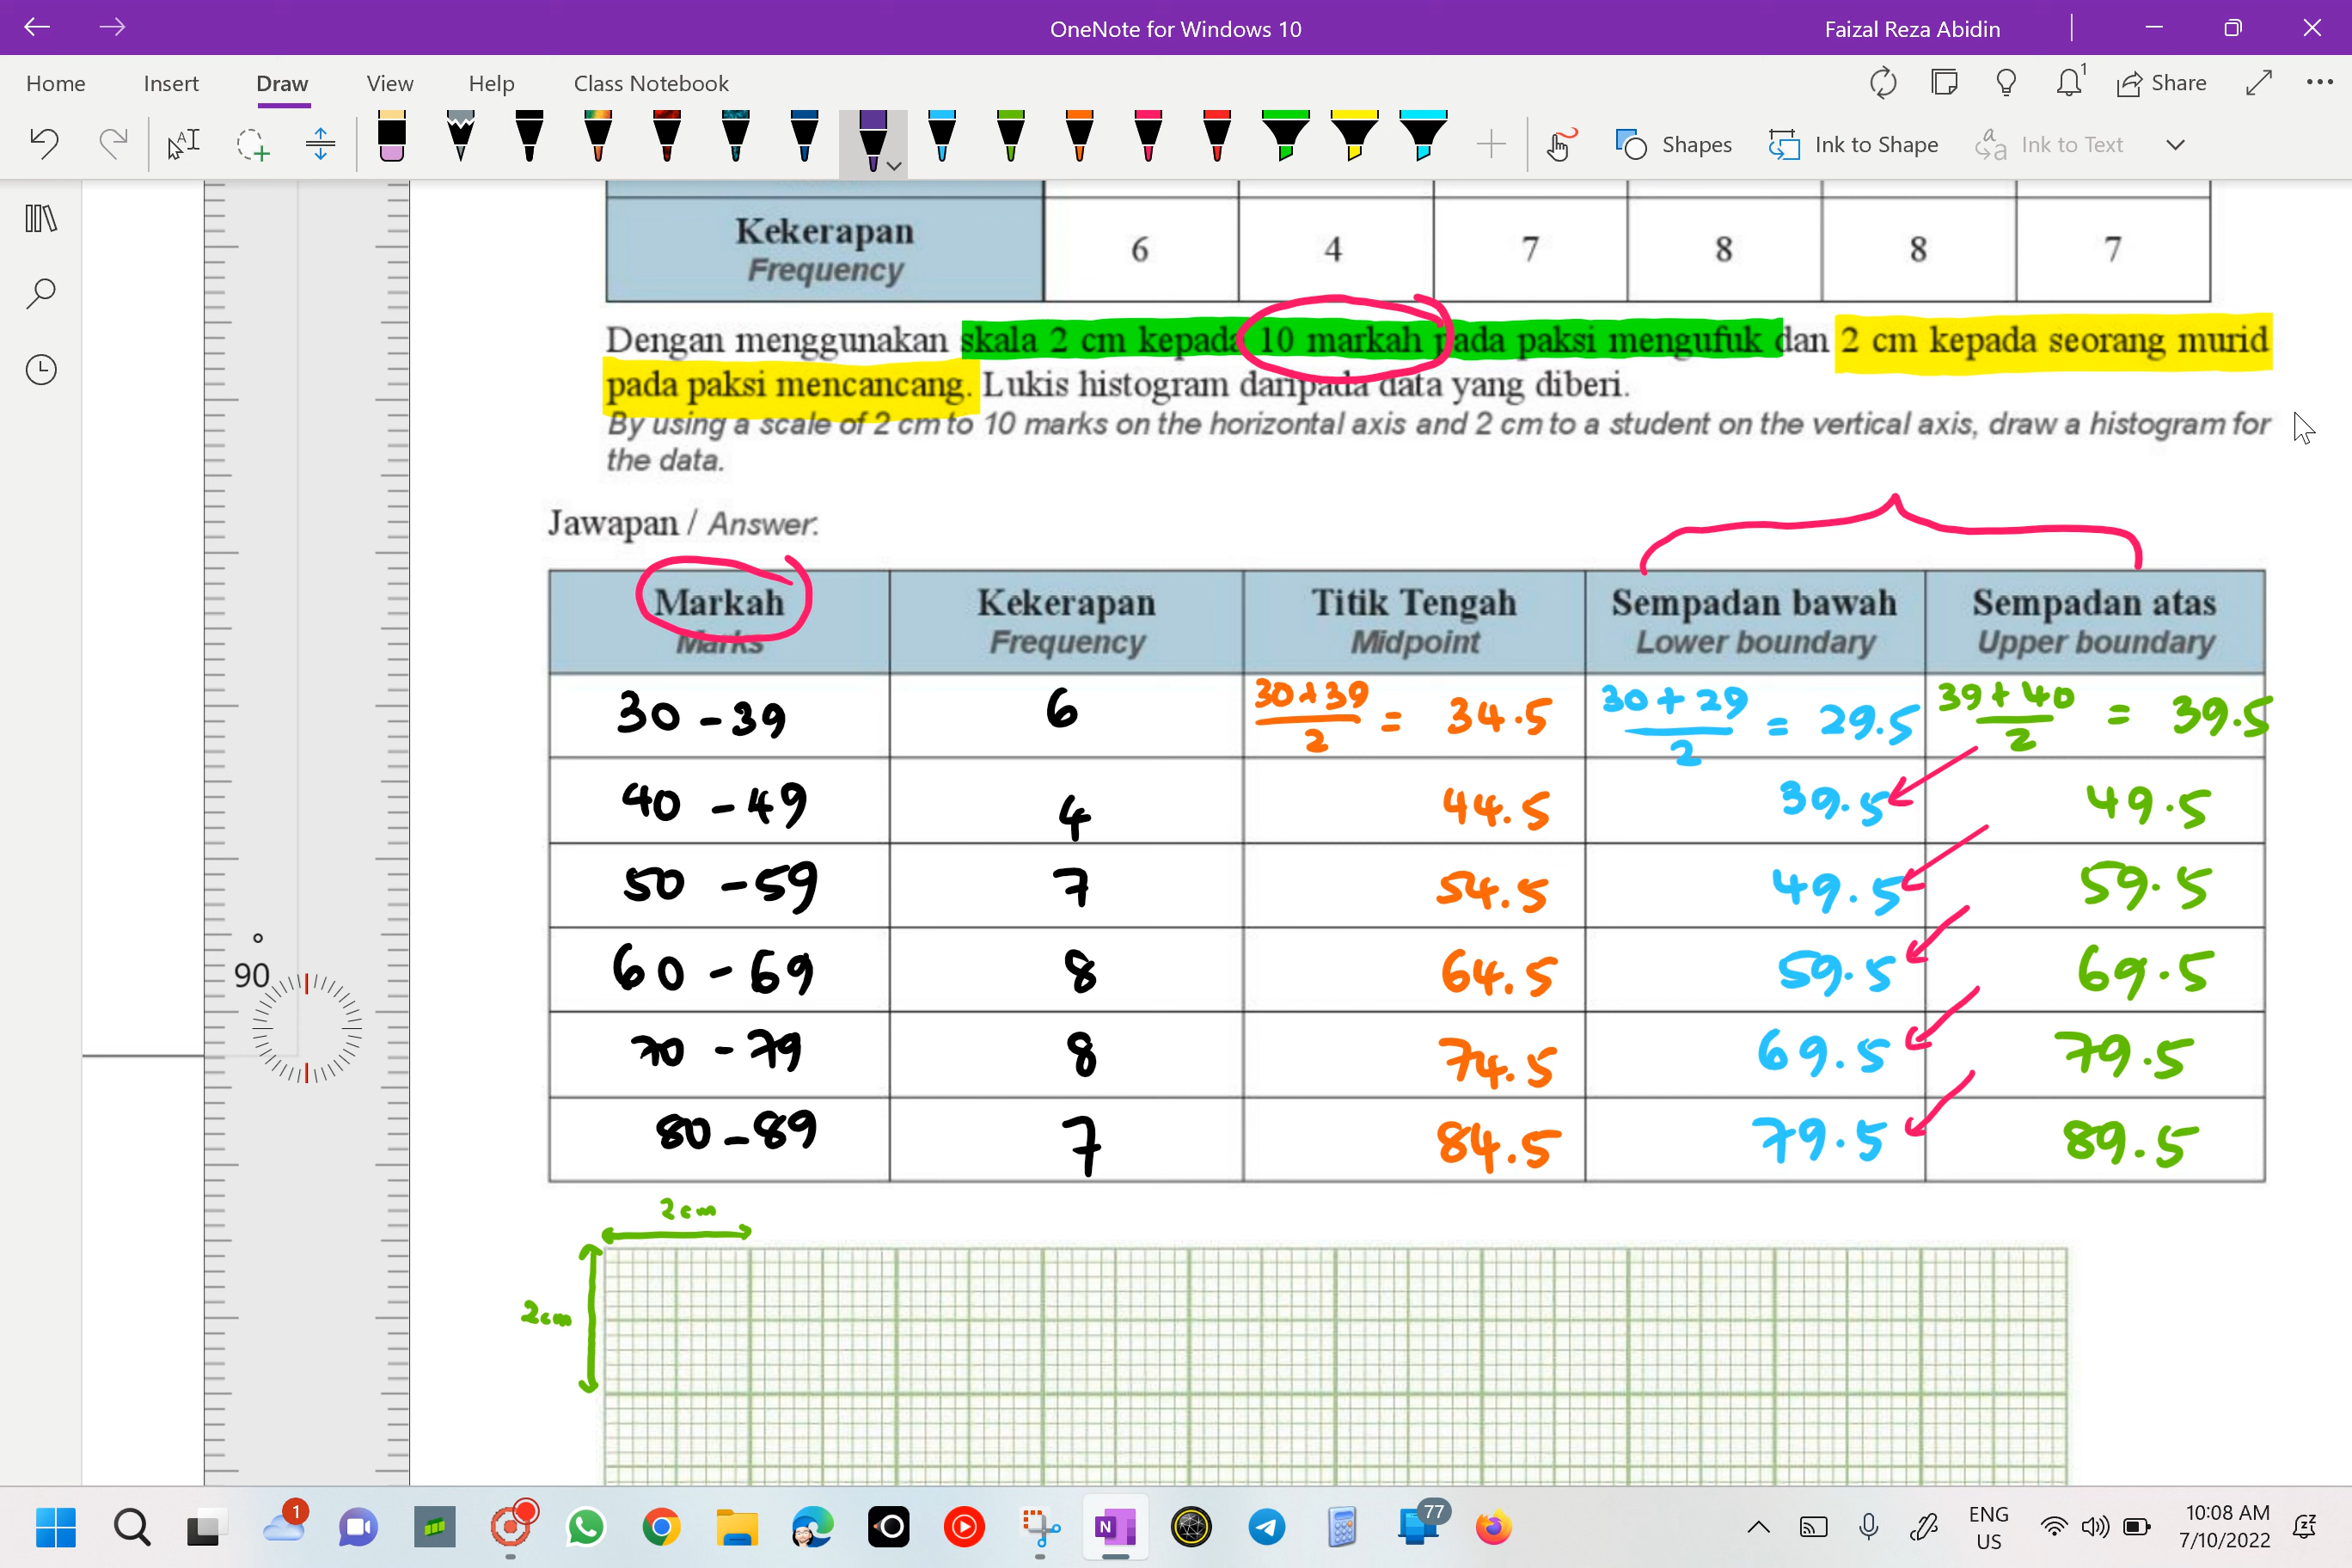 OneNote for Windows 10
Faizal Reza Abidin
Home Insert Draw View Help Class Notebook
1
Share
Shapes Ink to Shape Ink to Text
Kekerapan 6 4 7 8 8 7
Frequency
Dengan menggunakan skala 2 cm kepada 10 markah pada paksi mengufuk dan 2 cm kepada seorang murid
pada paksi mencancang. Lukis histogram daripada data yang diberi.
By using a scale of 2 cm to 10 marks on the horizontal axis and 2 cm to a student on the vertical axis, draw a histogram for
the data.
Jawapan / Answer:
Markah Kekerapan Titik Tengah Sempadan bawah Sempadan atas
Marks Frequency Midpoint Lower boundary Upper boundary
30 - 39 6 30+39/2 = 34.5 30 + 29/2 = 29.5 39 + 40/2 = 39.5
40 - 49 4 44.5 39.5 49.5
50 - 59 7 54.5 49.5 59.5
60 - 69 8 64.5 59.5 69.5
70 - 79 8 74.5 69.5 79.5
80 - 89 7 84.5 79.5 89.5
90 °
2cm
2cm
1
77
ENG
US
10:08 AM
7/10/2022